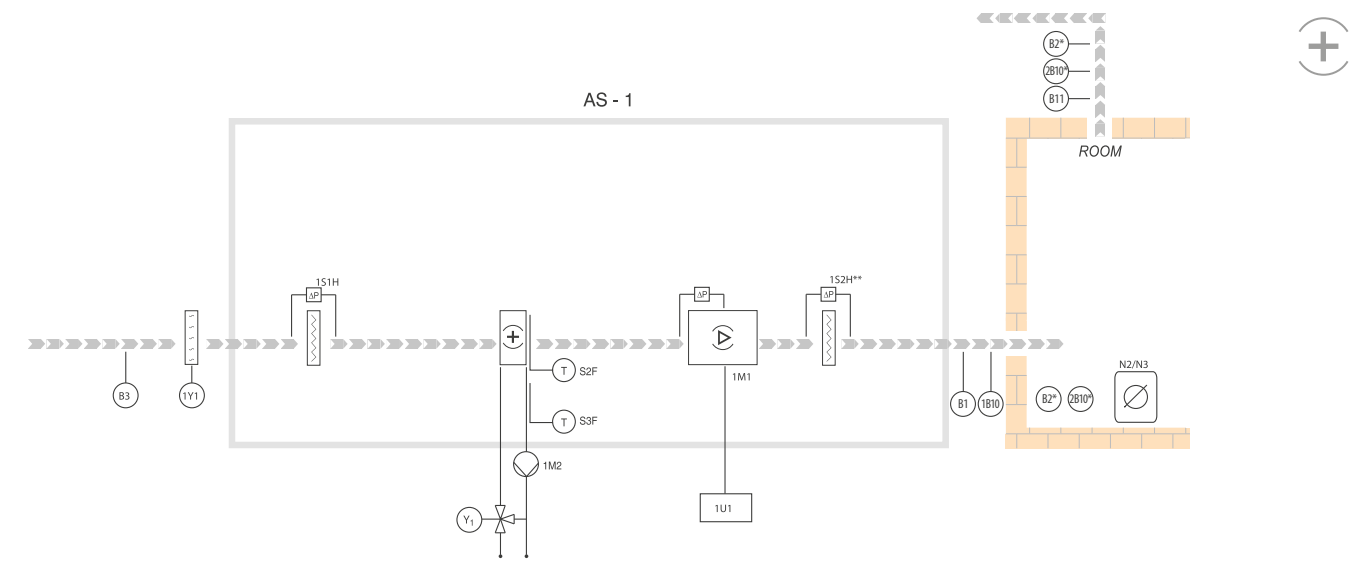 B2*
2B10*
B11
AS - 1
ROOM
1S1H
ΔP
ΔP
1S2H**
ΔP
B3
1Y1
T S2F
T S3F
1M1
1M2
Y1
1U1
B1
1B10
B2*
2B10*
N2/N3